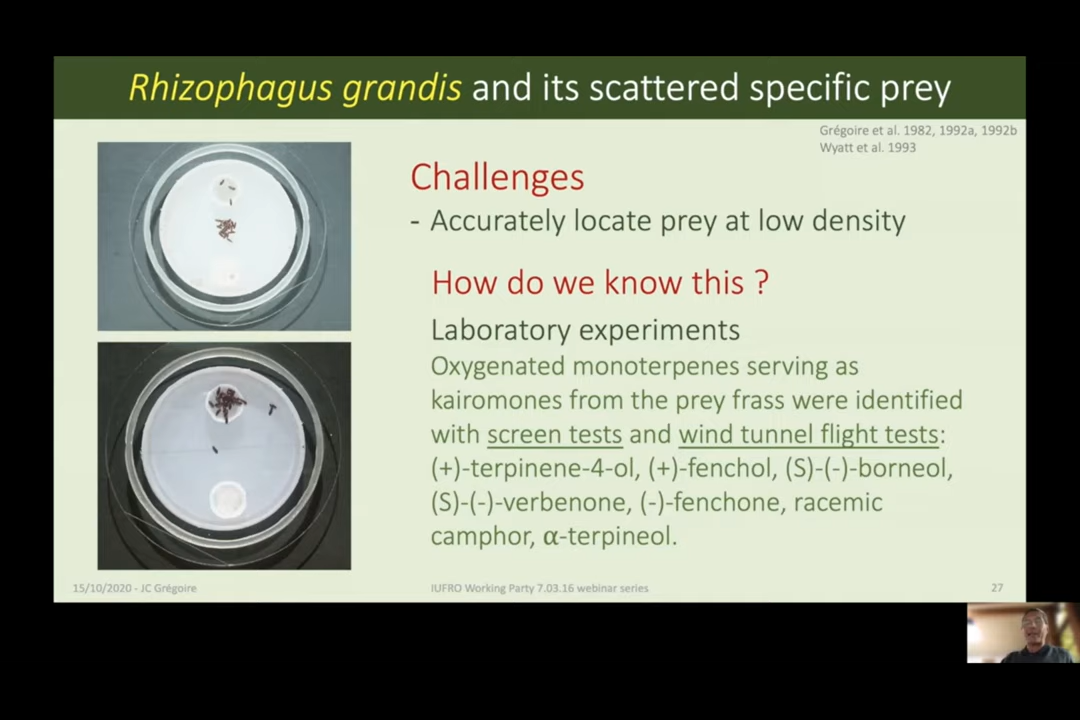 Rhizophagus grandis and its scattered specific prey
Grégoire et al. 1982, 1992a, 1992b
Wyatt et al. 1993
Challenges
- Accurately locate prey at low density
How do we know this ?
Laboratory experiments
Oxygenated monoterpenes serving as
kairomones from the prey frass were identified
with screen tests and wind tunnel flight tests:
(+)-terpinene-4-ol, (+)-fenchol, (S)-(-)-borneol,
(S)-(-)-verbenone, (-)-fenchone, racemic
camphor, α-terpineol.
15/10/2020 - JC Grégoire
IUFRO Working Party 7.03.16 webinar series
27